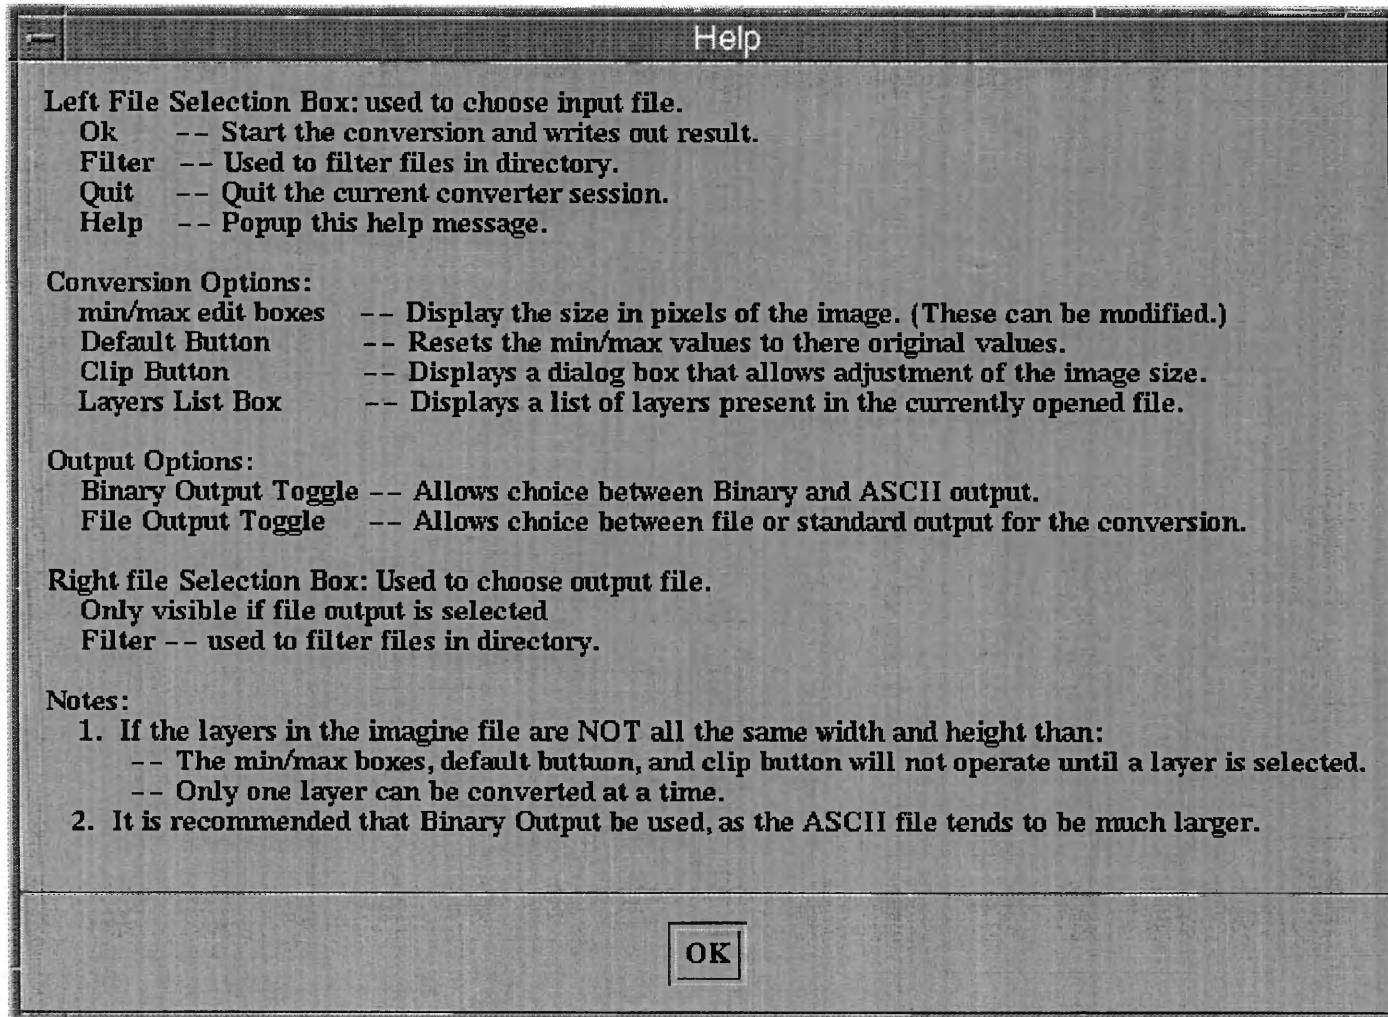 Help
Left File Selection Box: used to choose input file.
Ok -- Start the conversion and writes out result.
Filter -- Used to filter files in directory.
Quit -- Quit the current converter session.
Help -- Popup this help message.
Conversion Options:
min/max edit boxes -- Display the size in pixels of the image. (These can be modified.)
Default Button -- Resets the min/max values to there original values.
Clip Button -- Displays a dialog box that allows adjustment of the image size.
Layers List Box -- Displays a list of layers present in the currently opened file.
Output Options:
Binary Output Toggle -- Allows choice between Binary and ASCII output.
File Output Toggle -- Allows choice between file or standard output for the conversion.
Right file Selection Box: Used to choose output file.
Only visible if file output is selected
Filter -- used to filter files in directory.
Notes:
1. If the layers in the imagine file are NOT all the same width and height than:
-- The min/max boxes, default buttuon, and clip button will not operate until a layer is selected.
-- Only one layer can be converted at a time.
2. It is recommended that Binary Output be used, as the ASCII file tends to be much larger.
OK